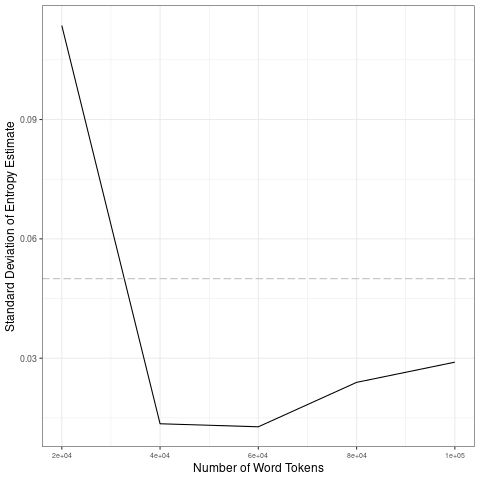 Standard Deviation of Entropy Estimate
0.09
0.06
0.03
2e+04 4e+04 6e+04 8e+04 1e+05
Number of Word Tokens